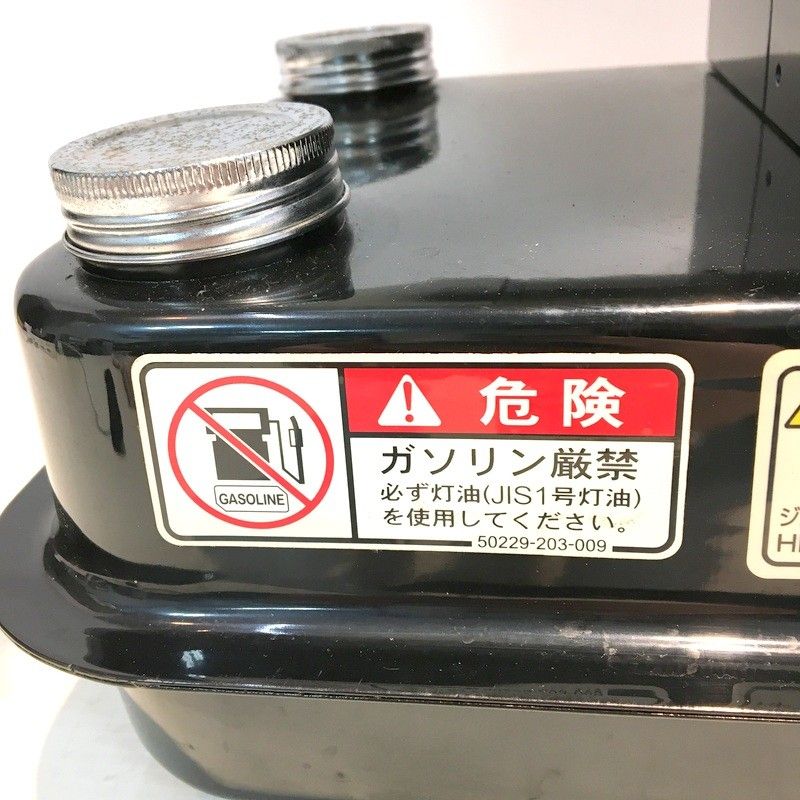 GASOLINE
危険
ガソリン厳禁
必ず灯油(JIS1号灯油)
を使用してください。
50229-203-009
ジ